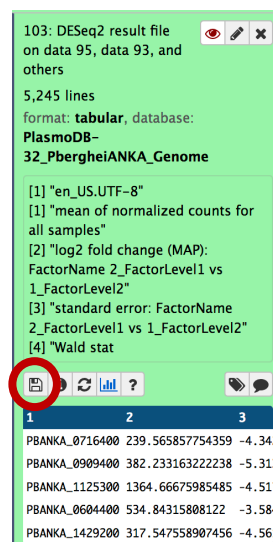 103: DESeq2 result file
on data 95, data 93, and
others
5,245 lines
format: tabular, database:
PlasmoDB-
32_PbergheiANKA_Genome
[1] "en_US.UTF-8"
[1] "mean of normalized counts for
all samples"
[2] "log2 fold change (MAP):
FactorName 2_FactorLevel1 vs
1_FactorLevel2"
[3] "standard error: FactorName
2_FactorLevel1 vs 1_FactorLevel2"
[4] "Wald stat
?
1 2 3
PBANKA_0716400 239.565857754359 -4.34
PBANKA_0909400 382.233163222238 -5.31
PBANKA_1125300 1364.66675985485 -4.51
PBANKA_0604400 534.84315808122 -3.58
PBANKA_1429200 317.547558907456 -4.56